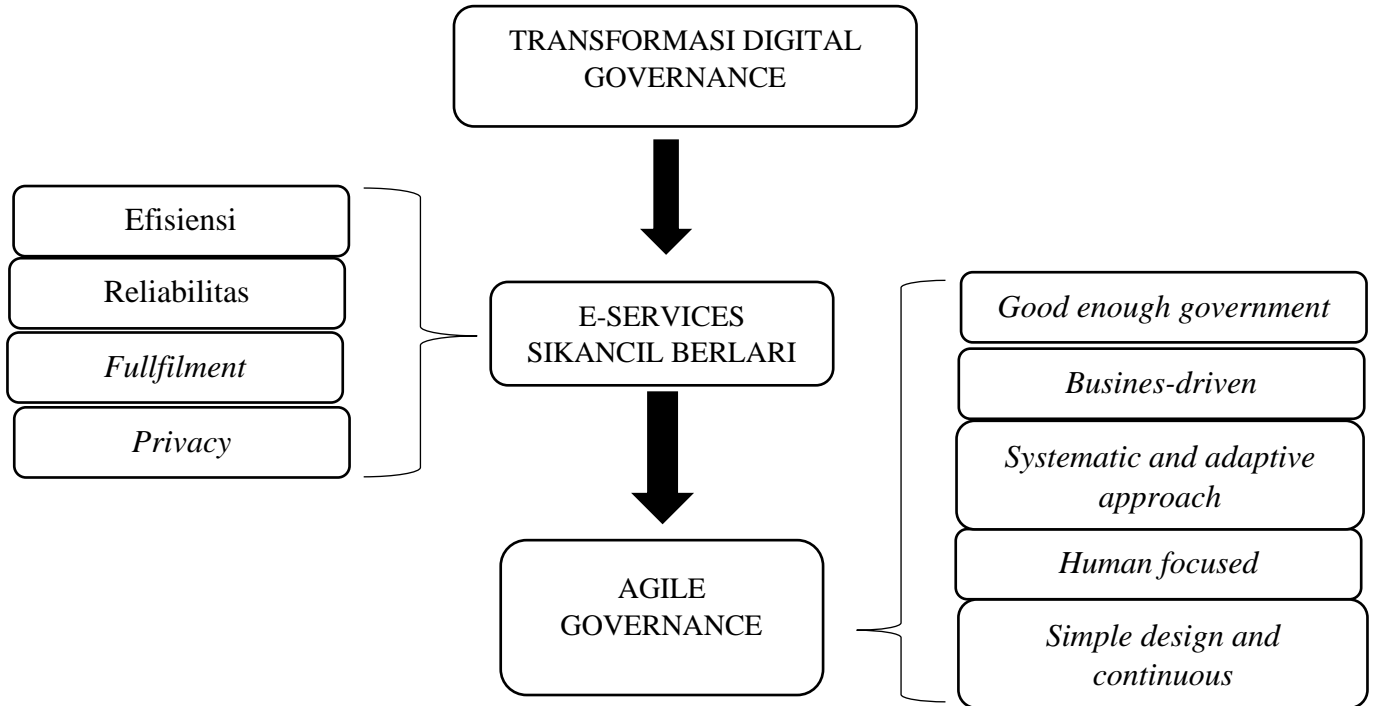 TRANSFORMASI DIGITAL
GOVERNANCE
Efisiensi
Reliabilitas
Fullfilment
Privacy
E-SERVICES
SIKANCIL BERLARI
Good enough government
Busines-driven
Systematic and adaptive
approach
Human focused
Simple design and
continuous
AGILE
GOVERNANCE